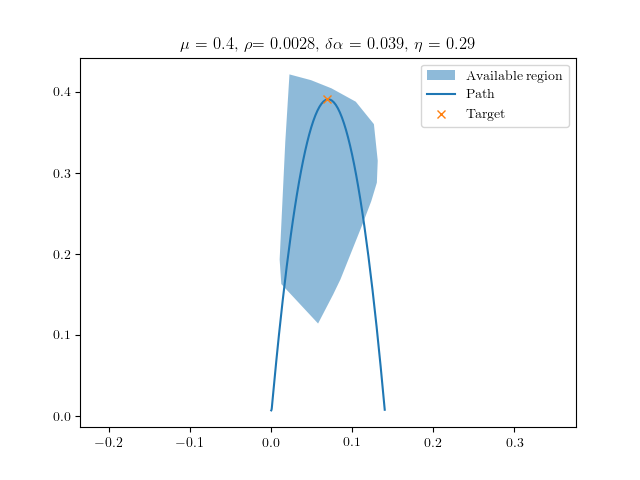 μ = 0.4, ρ= 0.0028, δα = 0.039, η = 0.29
Available region
Path
Target
0.4
0.3
0.2
0.1
0.0
−0.2 −0.1 0.0 0.1 0.2 0.3